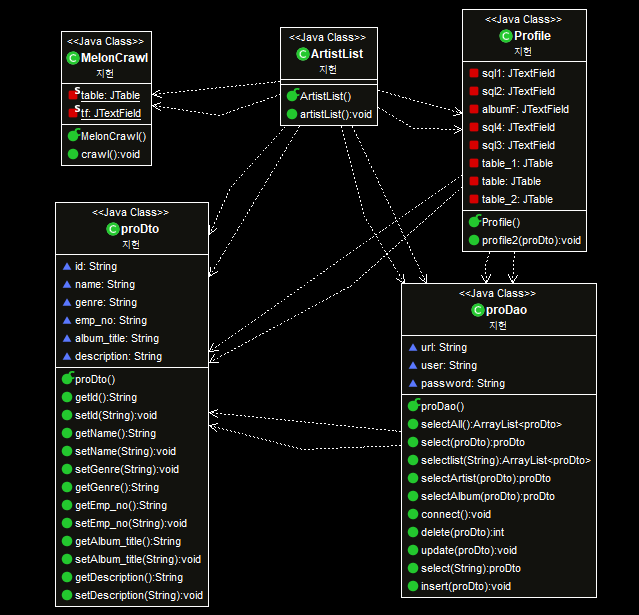 <<Java Class>>
MelonCrawl
지헌
table: JTable
tf: JTextField
MelonCrawl()
crawl():void
<<Java Class>>
ArtistList
지헌
ArtistList()
artistList():void
<<Java Class>>
Profile
지헌
sql1: JTextField
sql2: JTextField
albumF: JTextField
sql4: JTextField
sql3: JTextField
table_1: JTable
table: JTable
table_2: JTable
Profile()
profile2(proDto):void
<<Java Class>>
proDto
지헌
id: String
name: String
genre: String
emp_no: String
album_title: String
description: String
proDto()
getId():String
setId(String):void
getName():String
setName(String):void
setGenre(String):void
getGenre():String
getEmp_no():String
setEmp_no(String):void
getAlbum_title():String
setAlbum_title(String):void
getDescription():String
setDescription(String):void
<<Java Class>>
proDao
지헌
url: String
user: String
password: String
proDao()
selectAll():ArrayList<proDto>
select(proDto):proDto
selectlist(String):ArrayList<proDto>
selectArtist(proDto):proDto
selectAlbum(proDto):proDto
connect():void
delete(proDto):int
update(proDto):void
select(String):proDto
insert(proDto):void